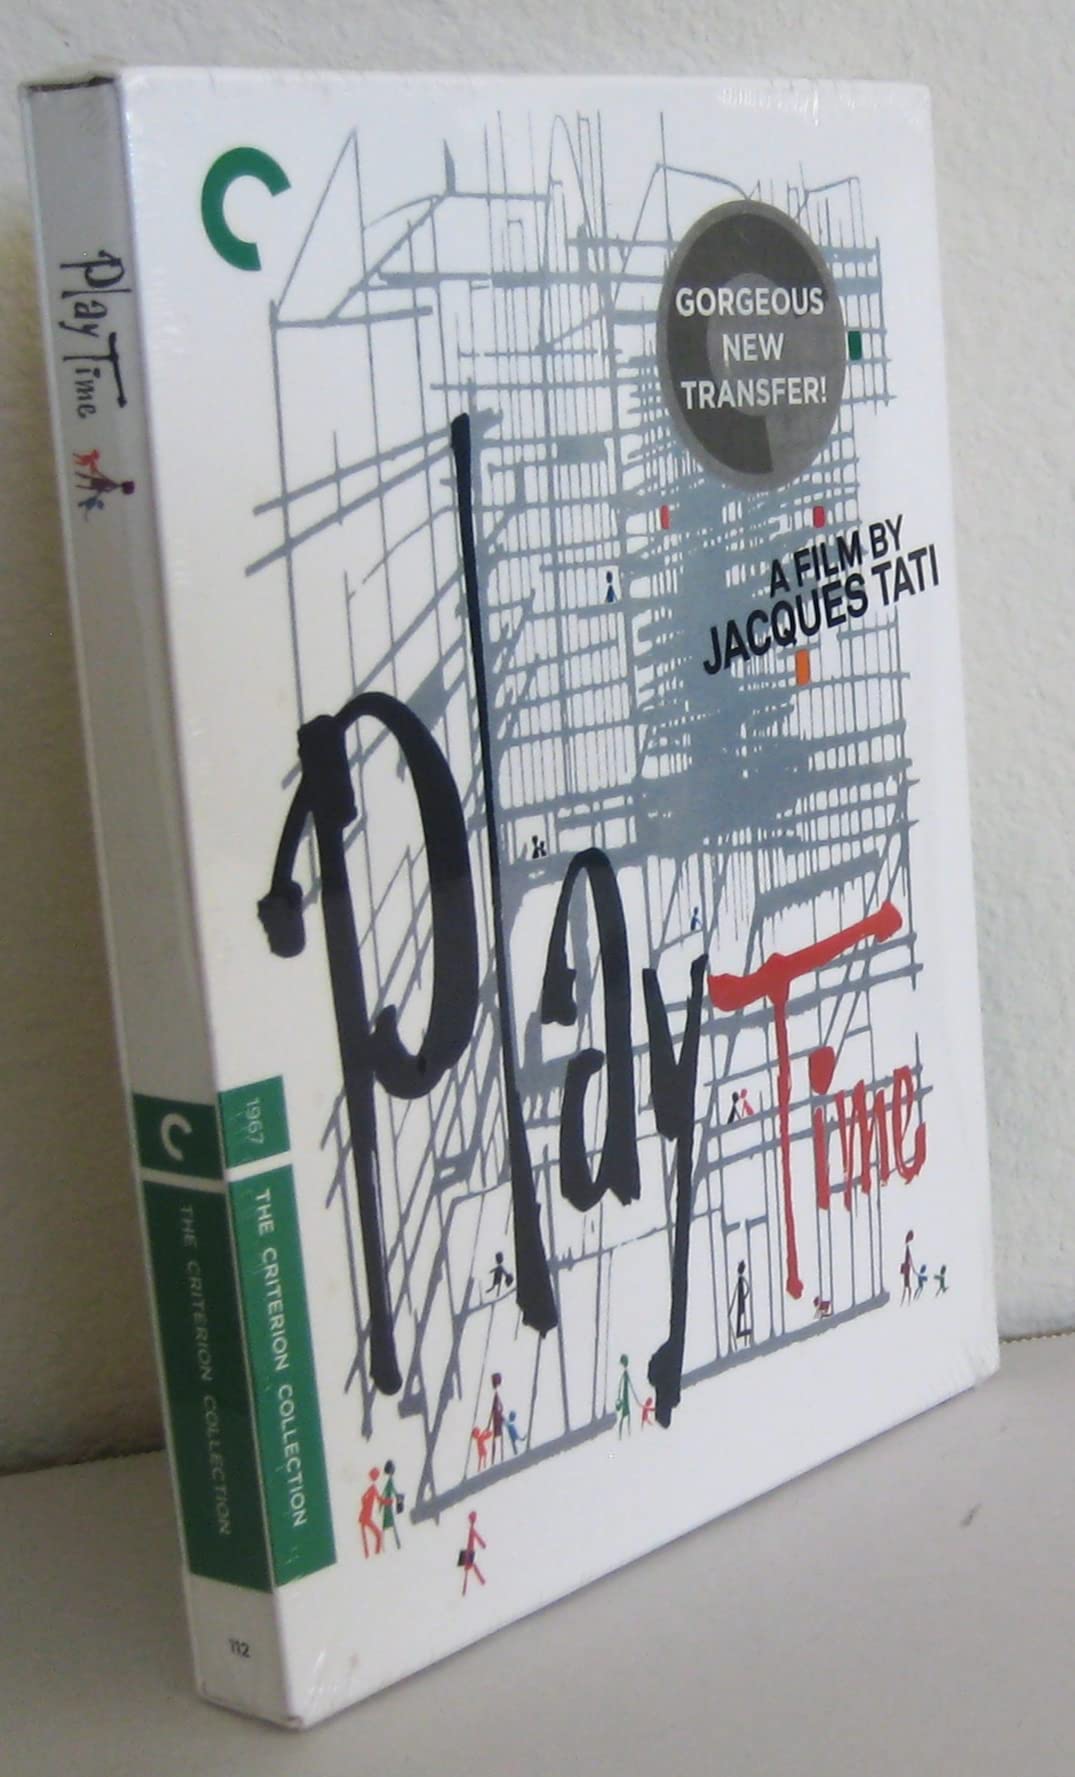 Play Time
THE CRITERION COLLECTION
112
GORGEOUS
NEW
TRANSFER!
A FILM BY
JACQUES TATI
Play Time
1967
THE CRITERION COLLECTION